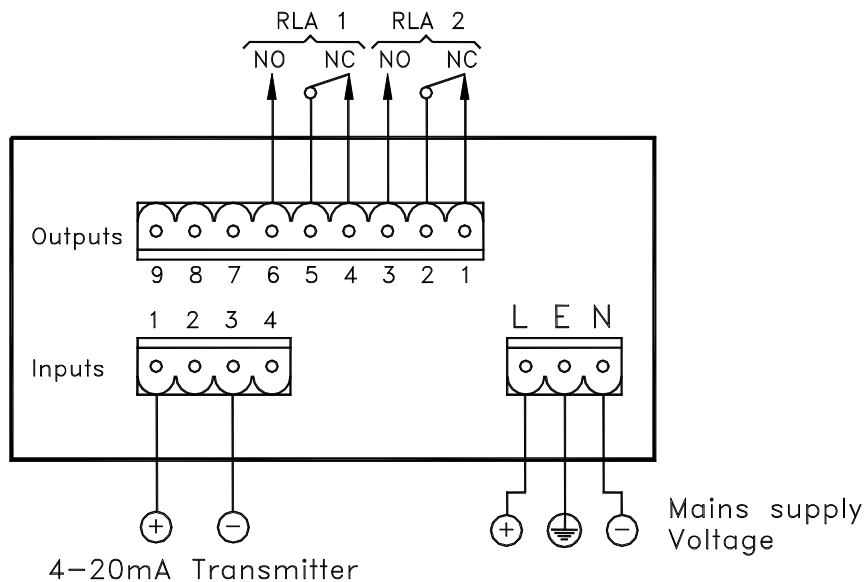 RLA 1 RLA 2
NO NC NO NC
Outputs
9 8 7 6 5 4 3 2 1
1 2 3 4
L E N
Inputs
+ − + −
Mains supply
Voltage
4−20mA Transmitter